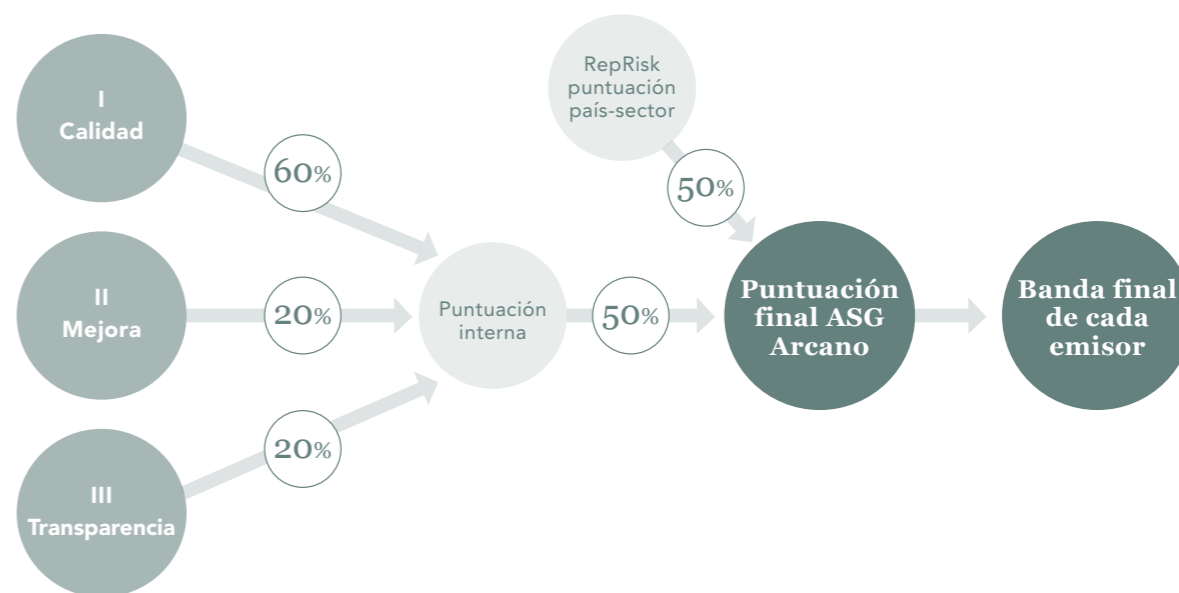 I
Calidad
60%
II
Mejora
20%
III
Transparencia
20%
Puntuación
interna
50%
RepRisk
puntuación
país-sector
50%
Puntuación
final ASG
Arcano
Banda final
de cada
emisor